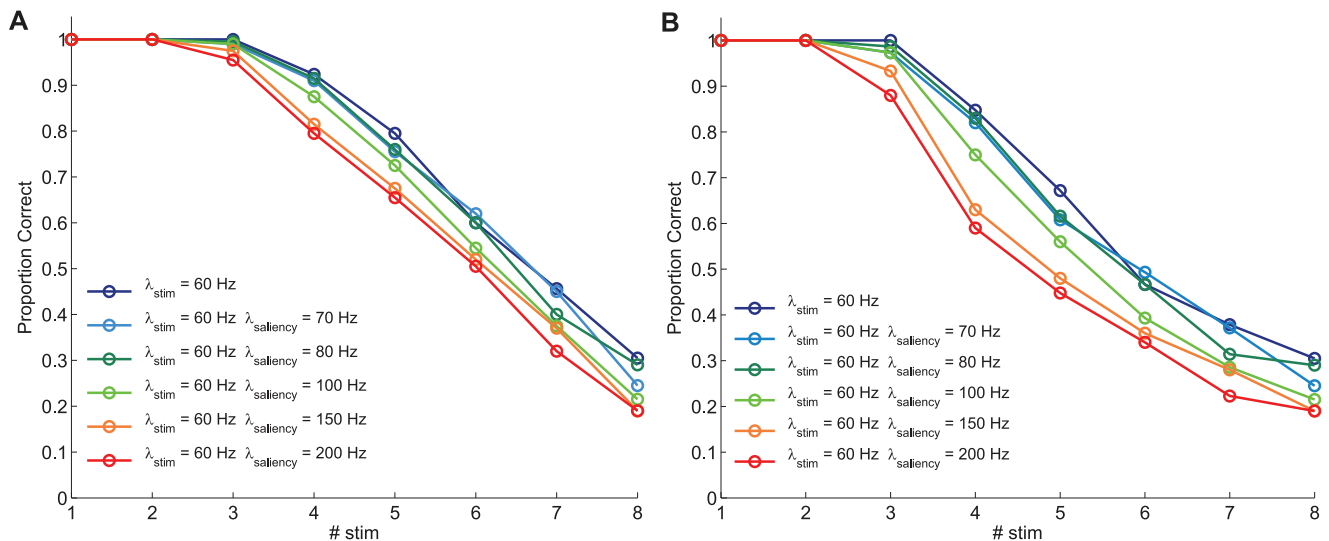 A
Proportion Correct
1
0.9
0.8
0.7
0.6
0.5
0.4
0.3
0.2
0.1
0
λstim = 60 Hz
λstim = 60 Hz λsaliency = 70 Hz
λstim = 60 Hz λsaliency = 80 Hz
λstim = 60 Hz λsaliency = 100 Hz
λstim = 60 Hz λsaliency = 150 Hz
λstim = 60 Hz λsaliency = 200 Hz
1 2 3 4 5 6 7 8
# stim
B
Proportion Correct
1
0.9
0.8
0.7
0.6
0.5
0.4
0.3
0.2
0.1
0
λstim = 60 Hz
λstim = 60 Hz λsaliency = 70 Hz
λstim = 60 Hz λsaliency = 80 Hz
λstim = 60 Hz λsaliency = 100 Hz
λstim = 60 Hz λsaliency = 150 Hz
λstim = 60 Hz λsaliency = 200 Hz
1 2 3 4 5 6 7 8
# stim